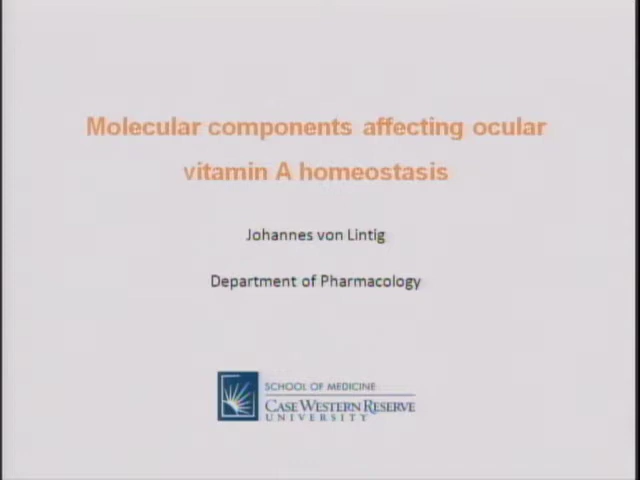 Molecular components affecting ocular
vitamin A homeostasis
Johannes von Lintig
Department of Pharmacology
SCHOOL OF MEDICINE
CASE WESTERN RESERVE
UNIVERSITY